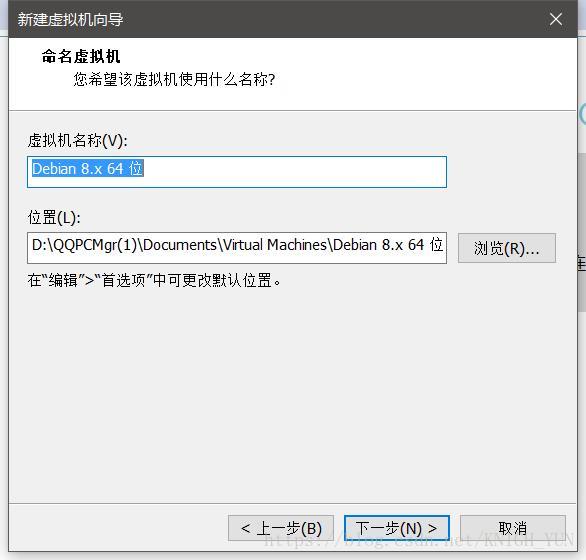 新建虚拟机向导
命名虚拟机
您希望该虚拟机使用什么名称?
虚拟机名称(V):
Debian 8.x 64 位
位置(L):
D:\QQPCMgr(1)\Documents\Virtual Machines\Debian 8.x 64 位
浏览(R)...
在“编辑”>“首选项”中可更改默认位置。
< 上一步(B)
下一步(N) >
取消
https://blog.csdn.net/KNIGH_YUN